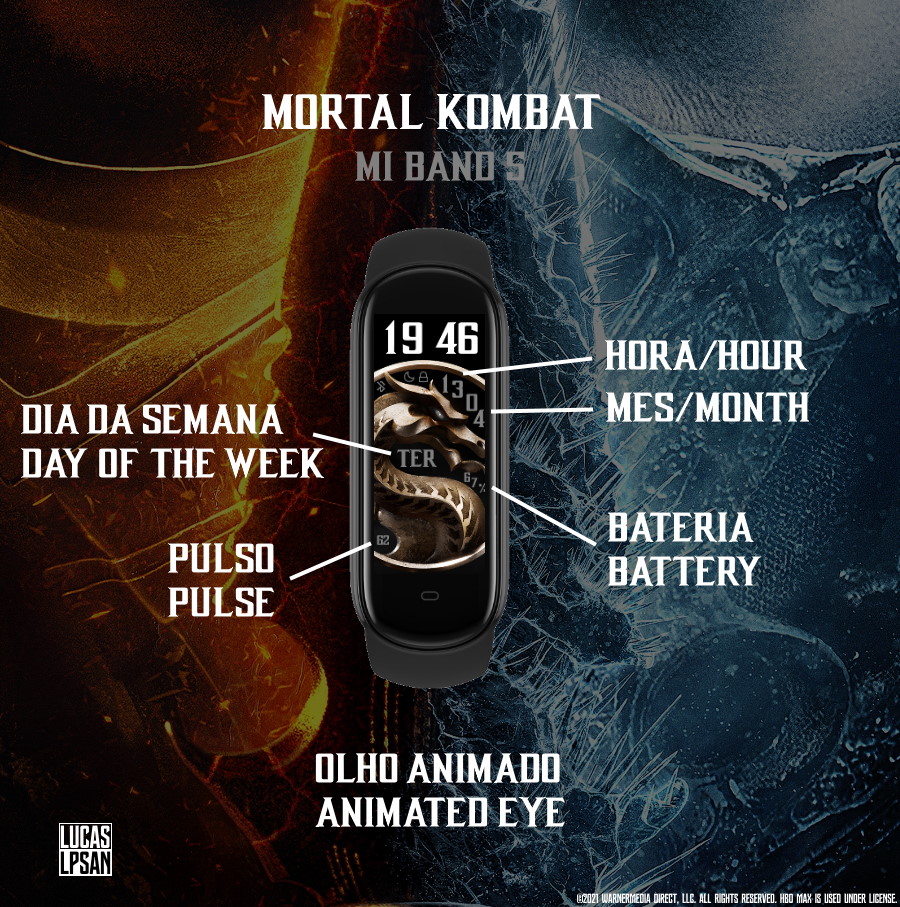 MORTAL KOMBAT
MI BAND 5
19 46
13
04
HORA/HOUR
MES/MONTH
DIA DA SEMANA
DAY OF THE WEEK
TER
67%
BATERIA
BATTERY
PULSO
PULSE
62
OLHO ANIMADO
ANIMATED EYE
LUCAS
LPSAN
©2021 WARNERMEDIA DIRECT, LLC. ALL RIGHTS RESERVED. HBO MAX IS USED UNDER LICENSE.